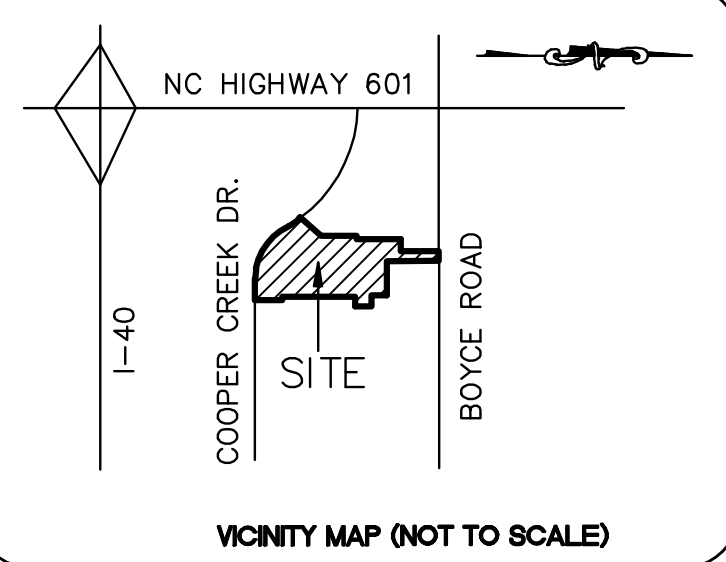 NC HIGHWAY 601
COOPER CREEK DR.
I-40
BOYCE ROAD
SITE
VICINITY MAP (NOT TO SCALE)